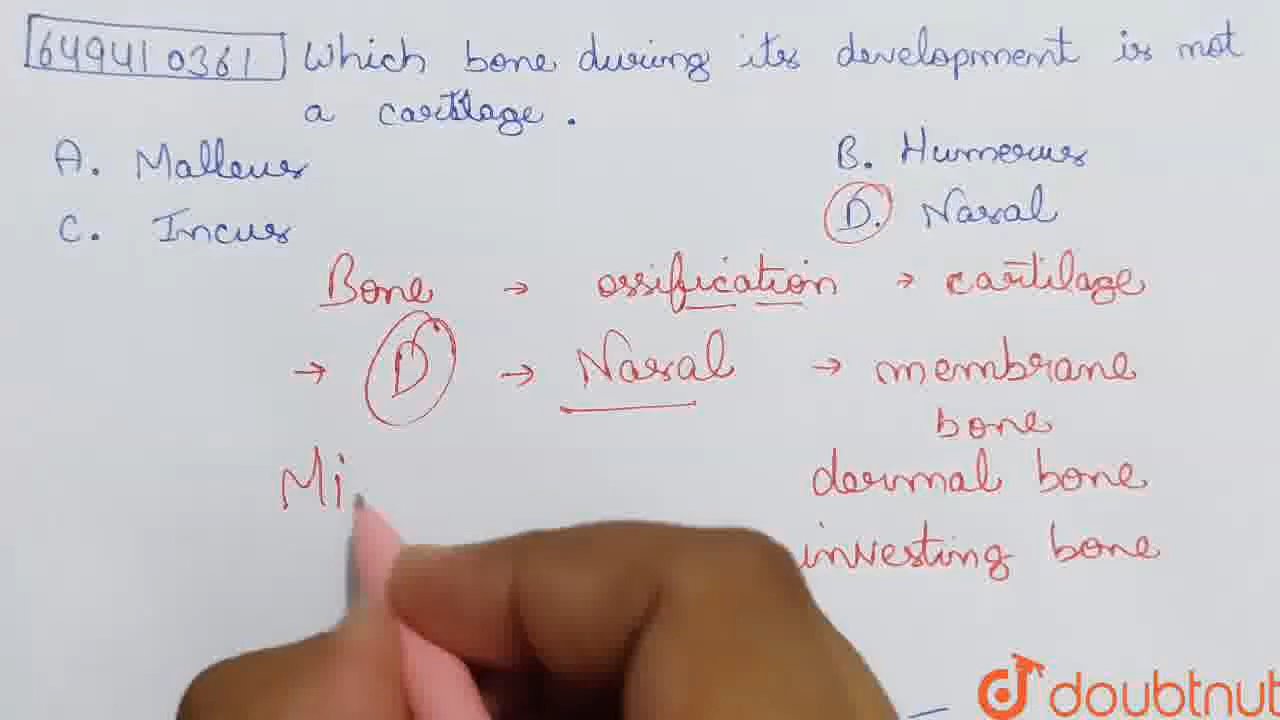 649410361 Which bone during its development is not
a cartilage.
A. Malleus
B. Humerus
C. Incus
D. Nasal
Bone → ossification → cartilage
→ D → Nasal → membrane
bone
dermal bone
Mi
investing bone
doubtnut